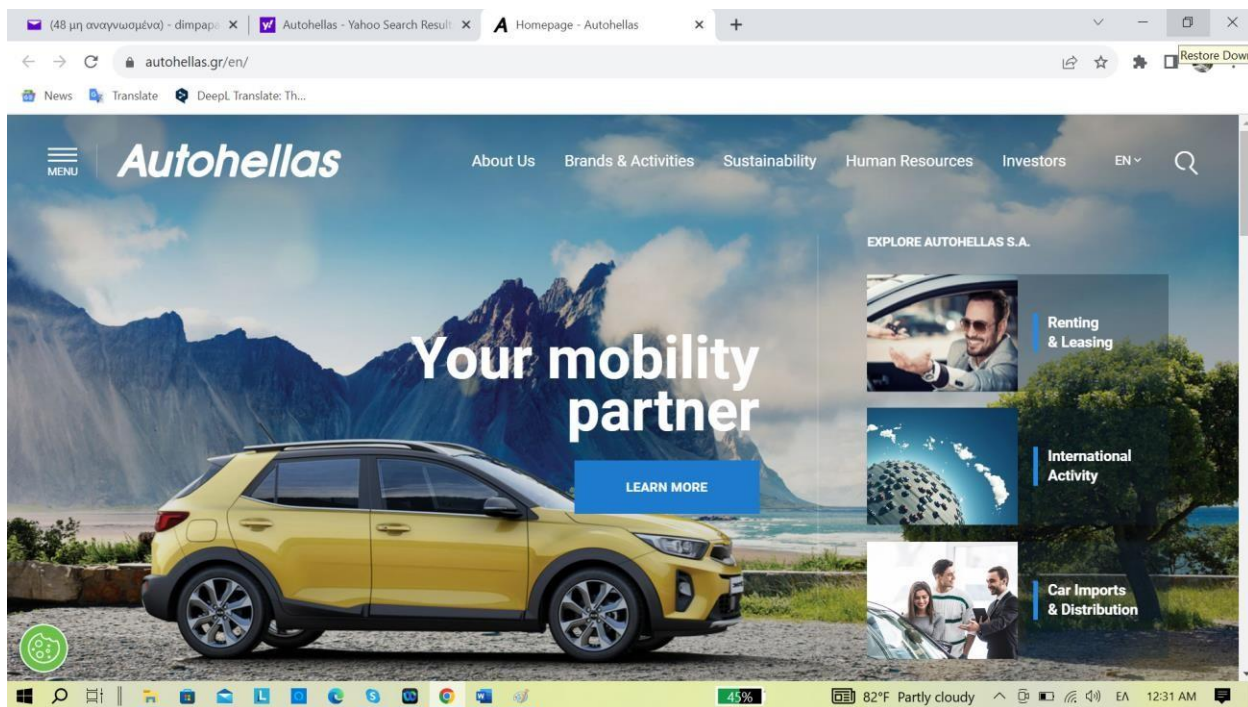 (48 μη αναγνωσμένα) - dimpapa
Autohellas - Yahoo Search Result
A Homepage - Autohellas
autohellas.gr/en/
Restore Down
News Translate DeepL Translate: Th...
MENU
Autohellas
About Us Brands & Activities Sustainability Human Resources Investors EN
EXPLORE AUTOHELLAS S.A.
Your mobility
partner
LEARN MORE
Renting
& Leasing
International
Activity
Car Imports
& Distribution
45% 82°F Partly cloudy ΕΛ 12:31 AM